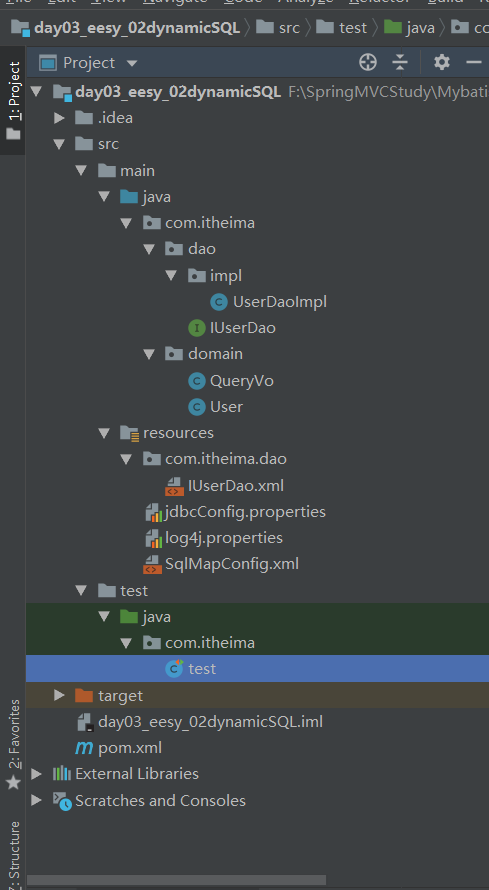 day03_eesy_02dynamicSQL src test java
Project
day03_eesy_02dynamicSQL F:\SpringMVCStudy\Mybati
.idea
src
main
java
com.itheima
dao
impl
UserDaoImpl
IUserDao
domain
QueryVo
User
resources
com.itheima.dao
IUserDao.xml
jdbcConfig.properties
log4j.properties
SqlMapConfig.xml
test
java
com.itheima
test
target
day03_eesy_02dynamicSQL.iml
pom.xml
External Libraries
Scratches and Consoles
1: Project
2: Favorites
Z: Structure